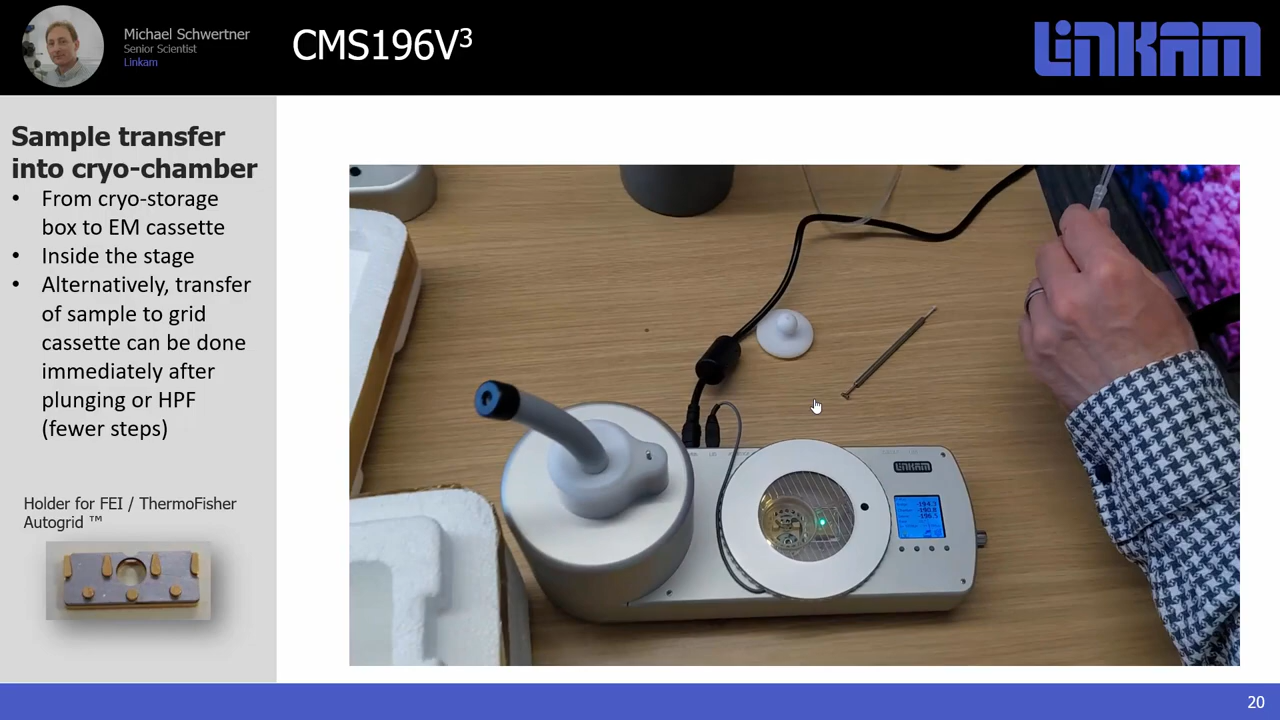 Michael Schwertner
Senior Scientist
Linkam
CMS196V³
LINKAM
Sample transfer
into cryo-chamber
• From cryo-storage
box to EM cassette
• Inside the stage
• Alternatively, transfer
of sample to grid
cassette can be done
immediately after
plunging or HPF
(fewer steps)
Holder for FEI / ThermoFisher
Autogrid ™
LINKAM
20